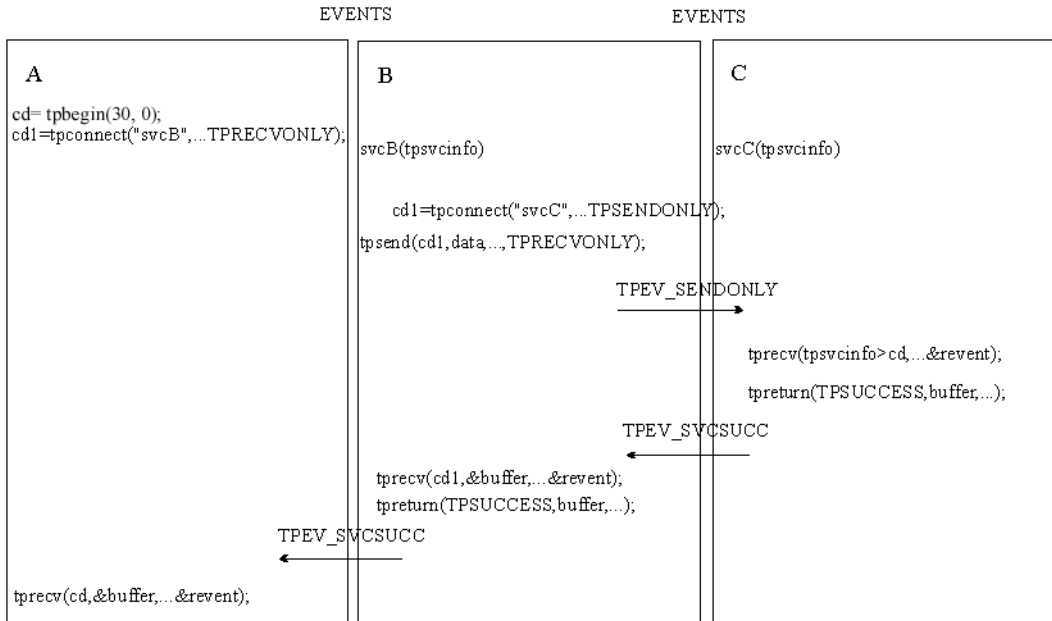 EVENTS
EVENTS
A
B
C
cd= tpbegin(30, 0);
cd1=tpconnect("svcB",...TPRECVONLY);
svcB(tpsvcinfo)
svcC(tpsvcinfo)
cd1=tpconnect("svcC",...TPSENDONLY);
tpsend(cd1,data,...,TPRECVONLY);
TPEV_SENDONLY
tprecv(tpsvcinfo>cd,...&revent);
tpreturn(TPSUCCESS,buffer,...);
TPEV_SVCSUCC
tprecv(cd1,&buffer,...&revent);
tpreturn(TPSUCCESS,buffer,...);
TPEV_SVCSUCC
tprecv(cd,&buffer,...&revent);